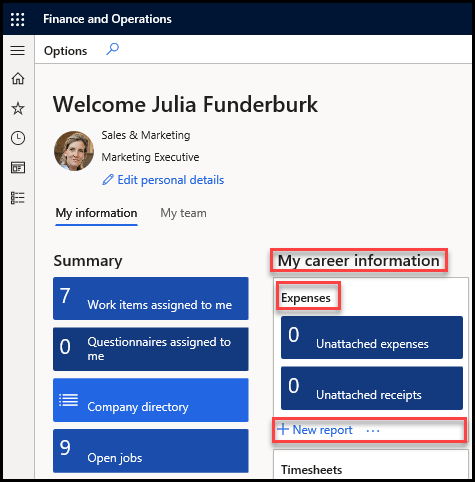 Finance and Operations
Options
Welcome Julia Funderburk
Sales & Marketing
Marketing Executive
Edit personal details
My information
My team
Summary
7
Work items assigned to me
0
Questionnaires assigned to
me
Company directory
9
Open jobs
My career information
Expenses
0
Unattached expenses
0
Unattached receipts
+ New report ...
Timesheets